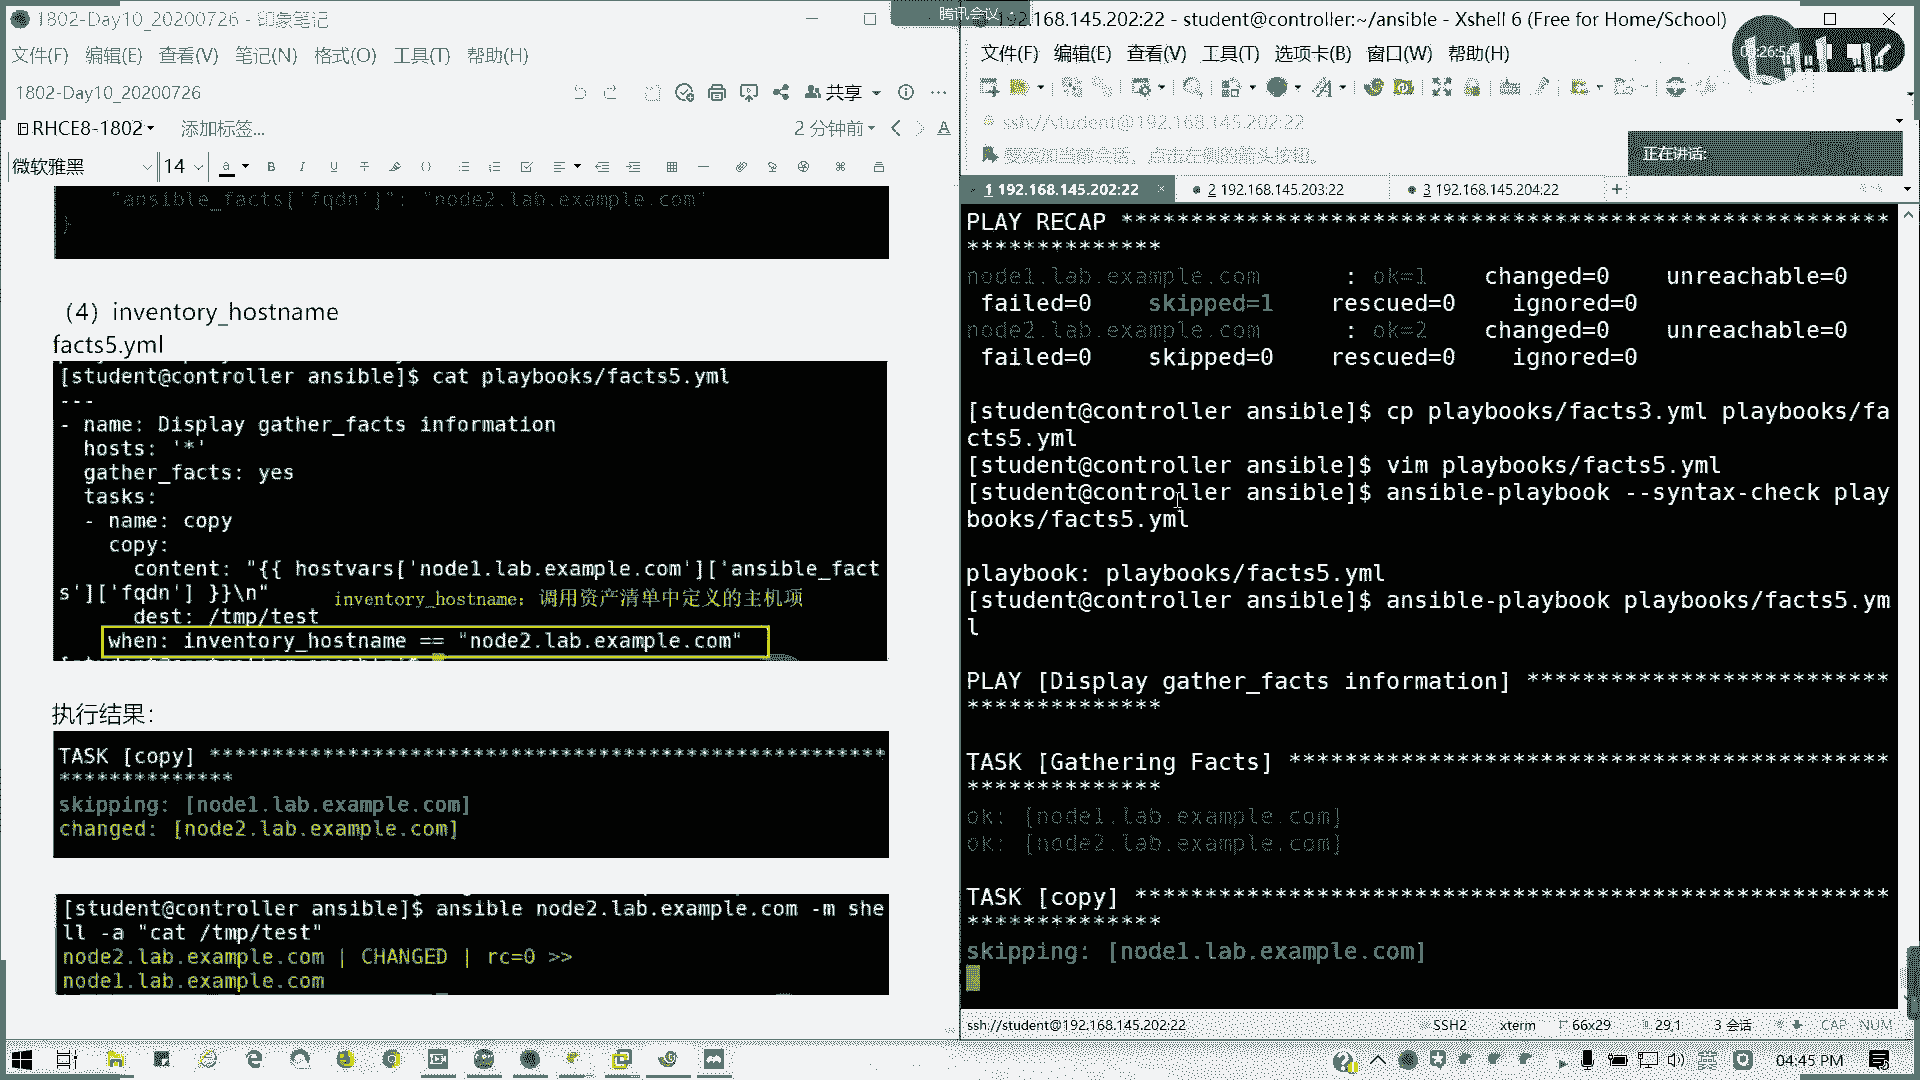 1802-Day10_20200726 - 印象笔记
文件(F) 编辑(E) 查看(V) 笔记(N) 格式(O) 工具(T) 帮助(H)
1802-Day10_20200726
共享
RHCE8-1802
添加标签...
2 分钟前
微软雅黑
14
"ansible_facts['fqdn']": "node2.lab.example.com"
}
（4）inventory_hostname
facts5.yml
[student@controller ansible]$ cat playbooks/facts5.yml
---
- name: Display gather_facts information
hosts: '*'
gather_facts: yes
tasks:
- name: copy
copy:
content: "{{ hostvars['node1.lab.example.com']['ansible_fact
s']['fqdn'] }}\n"
inventory_hostname：调用资产清单中定义的主机项
dest: /tmp/test
when: inventory_hostname == "node2.lab.example.com"
执行结果：
TASK [copy] ******************************************************
**************
skipping: [node1.lab.example.com]
changed: [node2.lab.example.com]
[student@controller ansible]$ ansible node2.lab.example.com -m she
ll -a "cat /tmp/test"
node2.lab.example.com | CHANGED | rc=0 >>
node1.lab.example.com
腾讯会议
192.168.145.202:22 - student@controller:~/ansible - Xshell 6 (Free for Home/School)
文件(F) 编辑(E) 查看(V) 工具(T) 选项卡(B) 窗口(W) 帮助(H)
ssh://student@192.168.145.202:22
要添加当前会话，点击左侧的箭头按钮。
正在讲话:
1 192.168.145.202:22
2 192.168.145.203:22
3 192.168.145.204:22
PLAY RECAP *******************************************************
**************
node1.lab.example.com : ok=1 changed=0 unreachable=0
failed=0 skipped=1 rescued=0 ignored=0
node2.lab.example.com : ok=2 changed=0 unreachable=0
failed=0 skipped=0 rescued=0 ignored=0
[student@controller ansible]$ cp playbooks/facts3.yml playbooks/fa
cts5.yml
[student@controller ansible]$ vim playbooks/facts5.yml
[student@controller ansible]$ ansible-playbook --syntax-check play
books/facts5.yml
playbook: playbooks/facts5.yml
[student@controller ansible]$ ansible-playbook playbooks/facts5.ym
l
PLAY [Display gather_facts information] **************************
**************
TASK [Gathering Facts] *******************************************
**************
ok: [node1.lab.example.com]
ok: [node2.lab.example.com]
TASK [copy] ******************************************************
**************
skipping: [node1.lab.example.com]
ssh://student@192.168.145.202:22
SSH2
xterm
66x29
29,1
3 会话
CAP NUM
英
04:45 PM